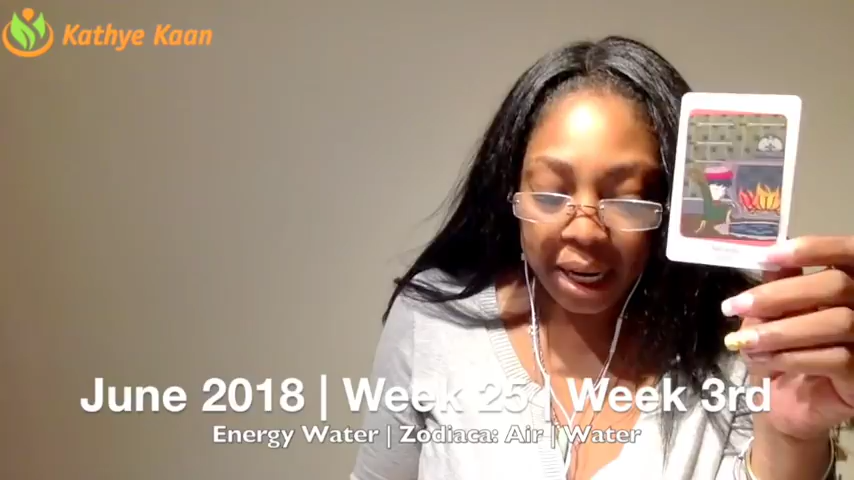 Kathye Kaan
June 2018 | Week 25 | Week 3rd
Energy Water | Zodiaca: Air | Water